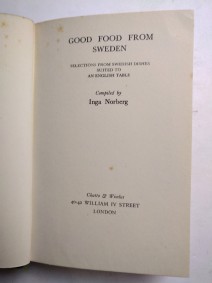 GOOD FOOD FROM
SWEDEN
SELECTIONS FROM SWEDISH DISHES
SUITED TO
AN ENGLISH TABLE
Compiled by
Inga Norberg
Chatto & Windus
40-42 WILLIAM IV STREET
LONDON